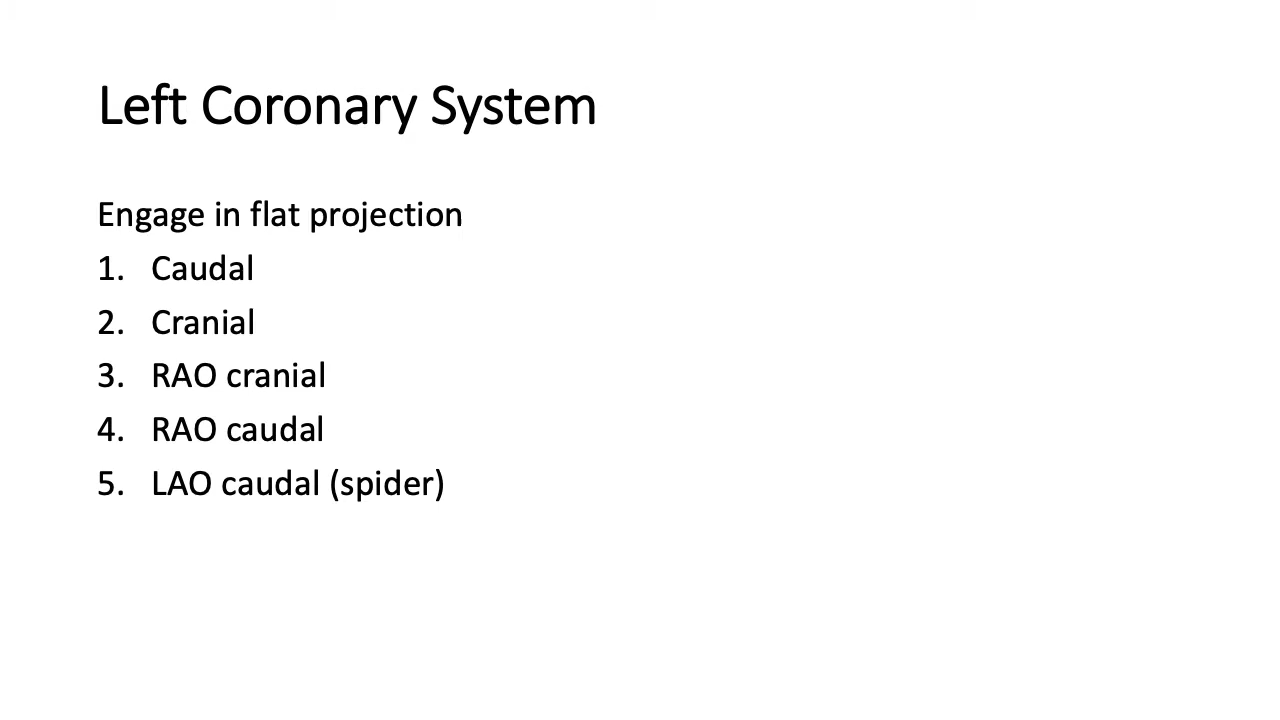 Left Coronary System
Engage in flat projection
1. Caudal
2. Cranial
3. RAO cranial
4. RAO caudal
5. LAO caudal (spider)